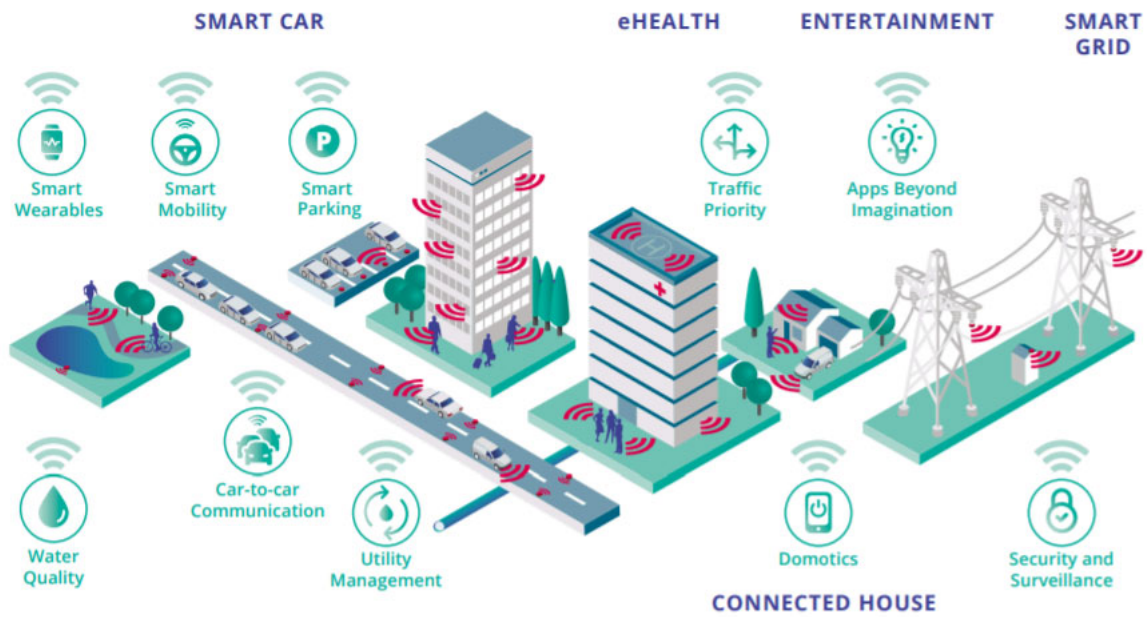 SMART CAR
eHEALTH
ENTERTAINMENT
SMART
GRID
Smart
Wearables
Smart
Mobility
P
Smart
Parking
Traffic
Priority
Apps Beyond
Imagination
H
Water
Quality
Car-to-car
Communication
Utility
Management
Domotics
Security and
Surveillance
CONNECTED HOUSE